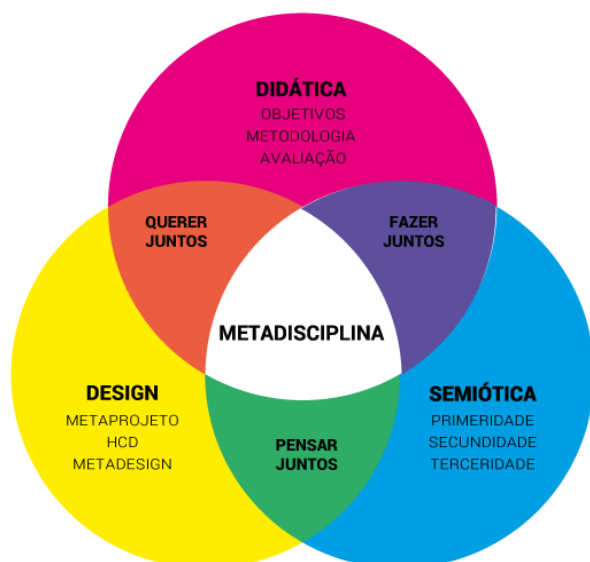 DIDÁTICA
OBJETIVOS
METODOLOGIA
AVALIAÇÃO
QUERER
JUNTOS
FAZER
JUNTOS
METADISCIPLINA
DESIGN
METAPROJETO
HCD
METADESIGN
SEMIÓTICA
PRIMERIDADE
SECUNDIDADE
TERCERIDADE
PENSAR
JUNTOS